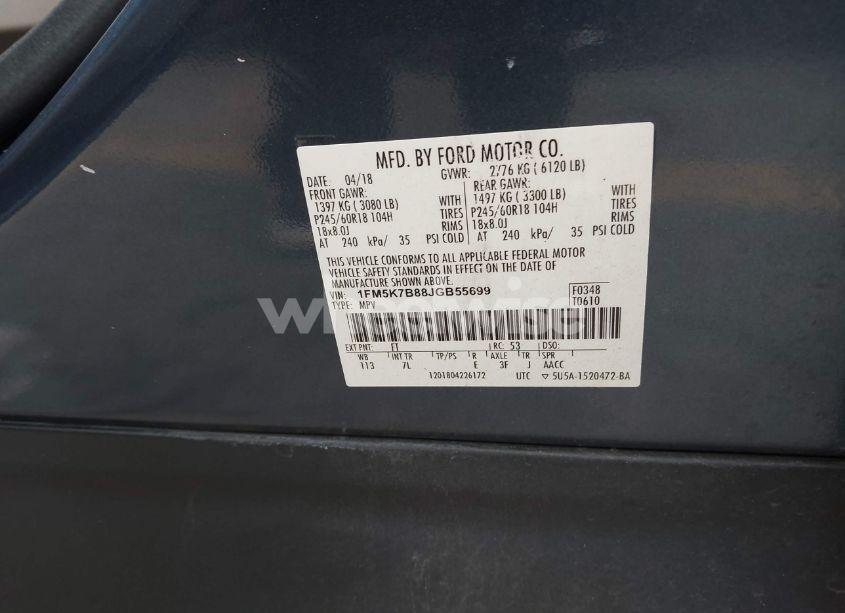 MFD. BY FORD MOTOR CO.
DATE: 04/18 GVWR: 2776 KG ( 6120 LB)
FRONT GAWR: REAR GAWR:
1397 KG ( 3080 LB) WITH 1497 KG ( 3300 LB) WITH
P245/60R18 104H TIRES P245/60R18 104H TIRES
18x8.0J RIMS 18x8.0J RIMS
AT 240 kPa/ 35 PSI COLD AT 240 kPa/ 35 PSI COLD
THIS VEHICLE CONFORMS TO ALL APPLICABLE FEDERAL MOTOR
VEHICLE SAFETY STANDARDS IN EFFECT ON THE DATE OF
MANUFACTURE SHOWN ABOVE.
VIN: 1FM5K7B88JGB55699 F0348
TYPE: MPV T0610
EXT PNT: FT RC: 53 DSO:
WB INT TR TP/PS R AXLE TR SPR
113 7L E 3F J AACC
1201804226172 UTC ▽ 5U5A-1520472-BA